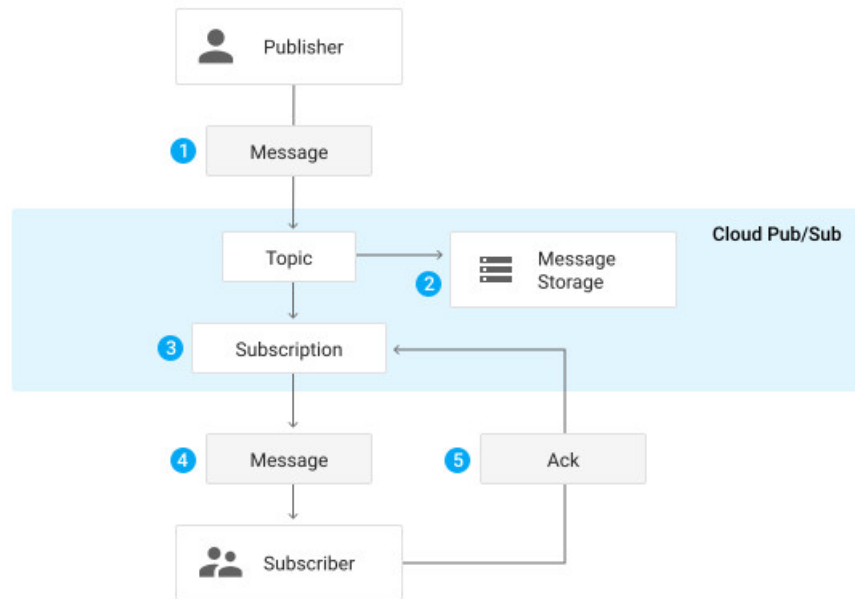 Publisher
1
Message
Cloud Pub/Sub
Topic
2
Message
Storage
3
Subscription
4
Message
5
Ack
Subscriber